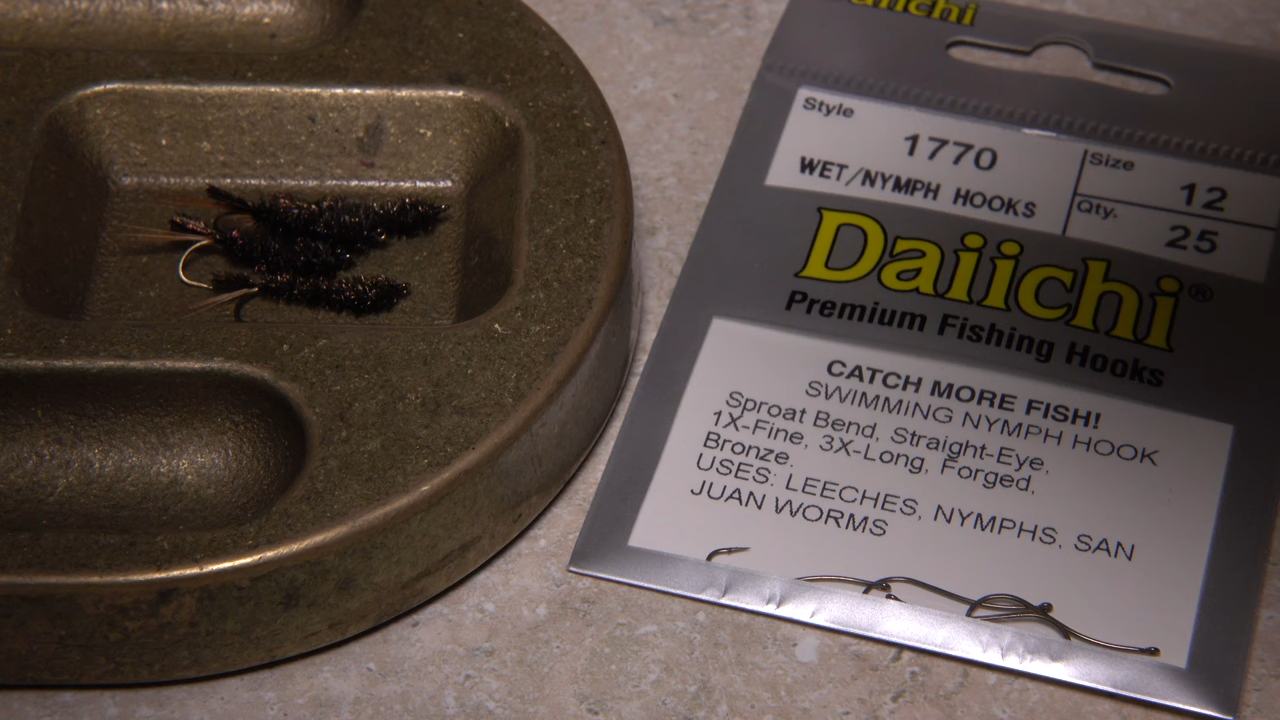 Daiichi
Style
1770
WET/NYMPH HOOKS
Size
12
Qty.
25
Daiichi®
Premium Fishing Hooks
CATCH MORE FISH!
SWIMMING NYMPH HOOK
Sproat Bend, Straight-Eye,
1X-Fine, 3X-Long, Forged,
Bronze.
USES: LEECHES, NYMPHS, SAN
JUAN WORMS